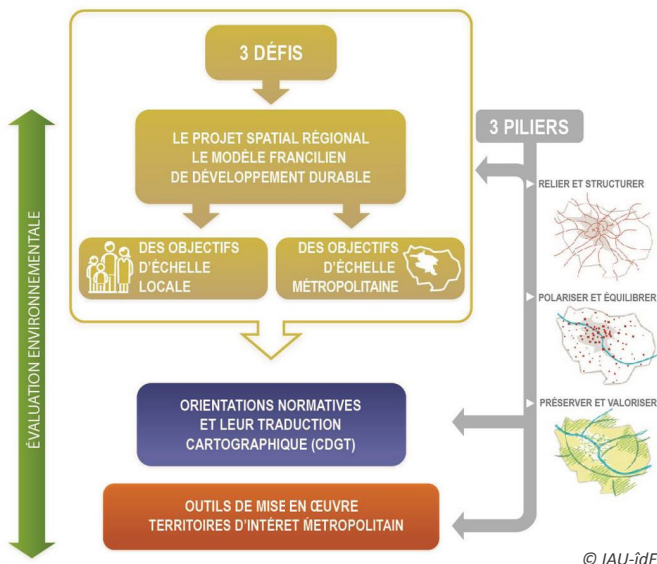 3 DÉFIS
LE PROJET SPATIAL RÉGIONAL
LE MODÈLE FRANCILIEN
DE DÉVELOPPEMENT DURABLE
DES OBJECTIFS
D'ÉCHELLE
LOCALE
DES OBJECTIFS
D'ÉCHELLE
MÉTROPOLITAINE
ORIENTATIONS NORMATIVES
ET LEUR TRADUCTION
CARTOGRAPHIQUE (CDGT)
OUTILS DE MISE EN ŒUVRE
TERRITOIRES D'INTÉRET METROPOLITAIN
ÉVALUATION ENVIRONNEMENTALE
3 PILIERS
RELIER ET STRUCTURER
POLARISER ET ÉQUILIBRER
PRÉSERVER ET VALORISER
© IAU-îdF